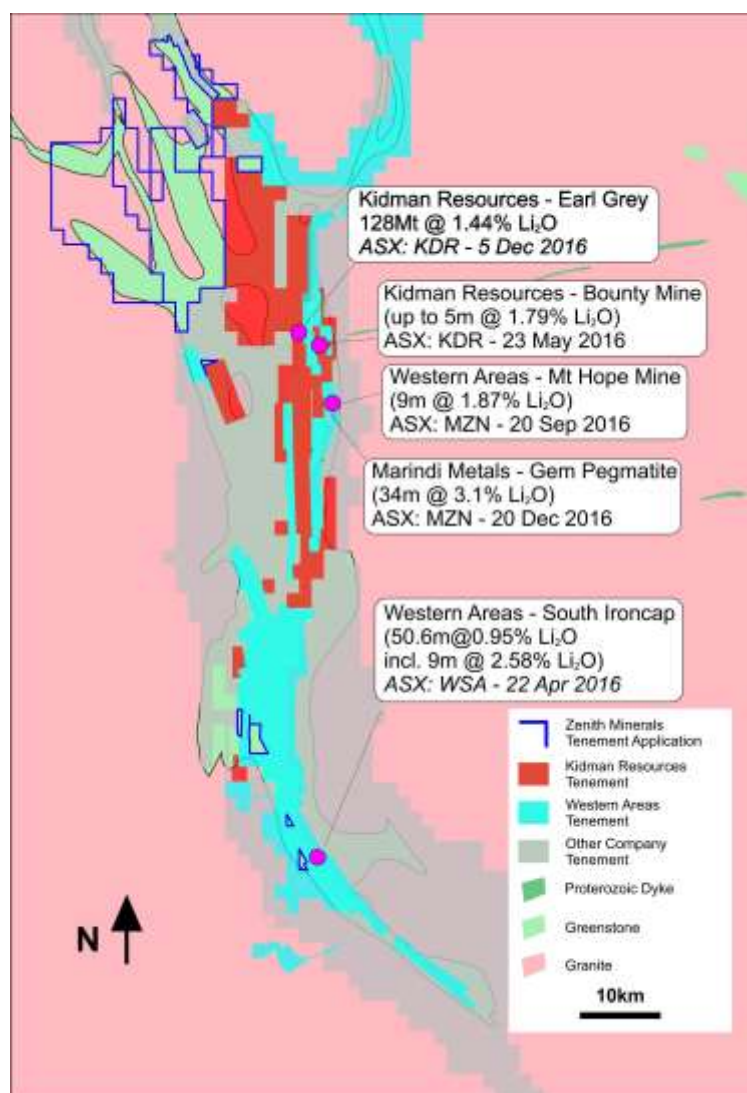 Kidman Resources - Earl Grey
128Mt @ 1.44% Li₂O
ASX: KDR - 5 Dec 2016
Kidman Resources - Bounty Mine
(up to 5m @ 1.79% Li₂O)
ASX: KDR - 23 May 2016
Western Areas - Mt Hope Mine
(9m @ 1.87% Li₂O)
ASX: MZN - 20 Sep 2016
Marindi Metals - Gem Pegmatite
(34m @ 3.1% Li₂O)
ASX: MZN - 20 Dec 2016
Western Areas - South Ironcap
(50.6m@0.95% Li₂O
incl. 9m @ 2.58% Li₂O)
ASX: WSA - 22 Apr 2016
Zenith Minerals
Tenement Application
Kidman Resources
Tenement
Western Areas
Tenement
Other Company
Tenement
Proterozoic Dyke
Greenstone
Granite
10km
N